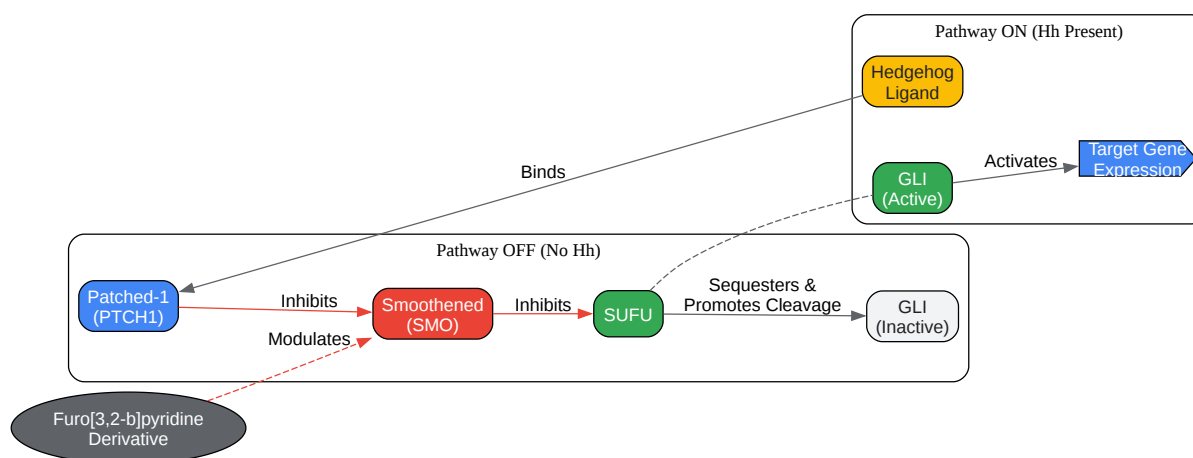 Pathway ON (Hh Present)
Hedgehog
Ligand
Binds
Activates
Target Gene
Expression
GLI
(Active)
Pathway OFF (No Hh)
Patched-1
(PTCH1)
Inhibits
Smoothened
(SMO)
Inhibits
SUFU
Sequesters &
Promotes Cleavage
GLI
(Inactive)
Modulates
Furo[3,2-b]pyridine
Derivative